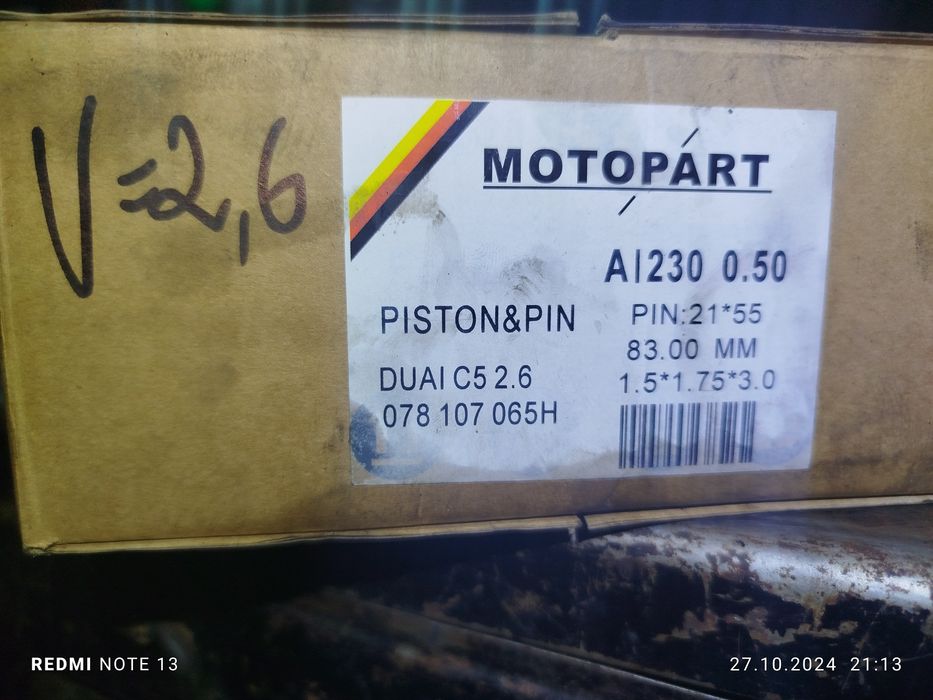 V=2,6
MOTOPART
AI230 0.50
PISTON&PIN
PIN:21*55
83.00 MM
DUAI C5 2.6
1.5*1.75*3.0
078 107 065H
REDMI NOTE 13
27.10.2024 21:13